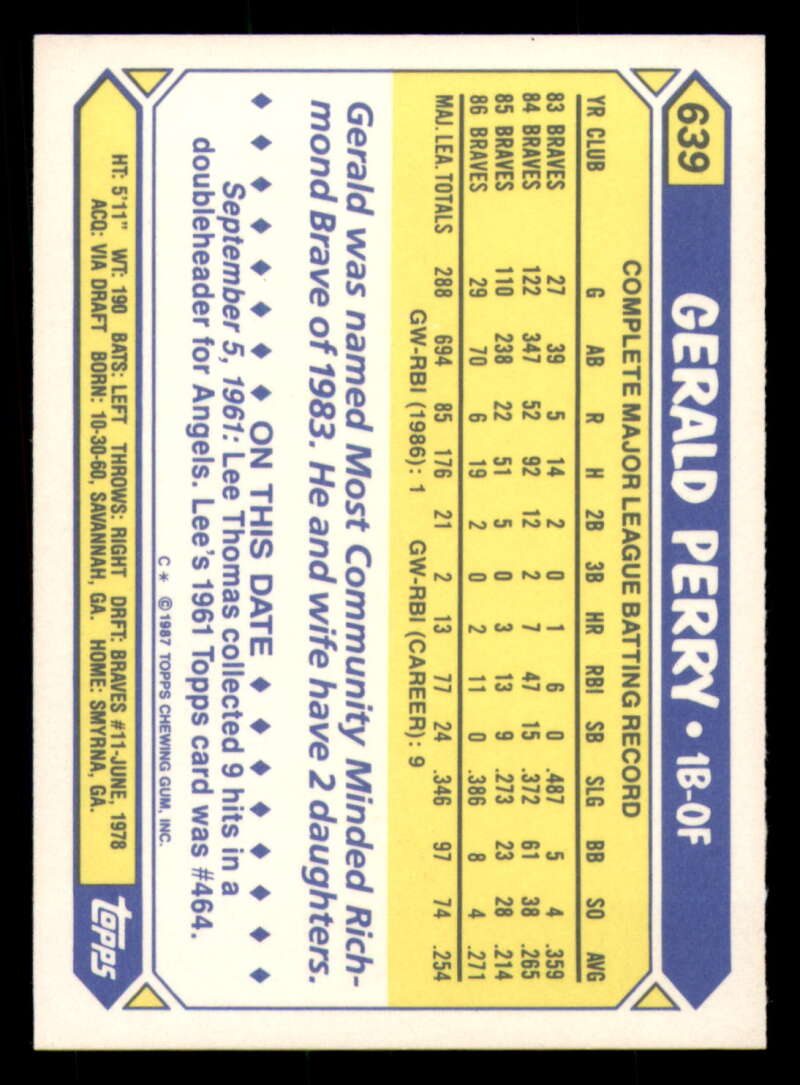 639 GERALD PERRY • 1B-OF
COMPLETE MAJOR LEAGUE BATTING RECORD
YR CLUB G AB R H 2B 3B HR RBI SB SLG BB SO AVG
83 BRAVES 27 39 5 14 2 0 1 6 0 .487 5 4 .359
84 BRAVES 122 347 52 92 12 2 7 47 15 .372 61 38 .265
85 BRAVES 110 238 22 51 5 0 3 13 9 .273 23 28 .214
86 BRAVES 29 70 6 19 2 0 2 11 0 .386 8 4 .271
MAJ. LEA. TOTALS 288 694 85 176 21 2 13 77 24 .346 97 74 .254
GW-RBI (1986): 1 GW-RBI (CAREER): 9
Gerald was named Most Community Minded Rich-
mond Brave of 1983. He and wife have 2 daughters.
♦ ♦ ♦ ♦ ♦ ON THIS DATE ♦ ♦ ♦ ♦ ♦ ♦ ♦ ♦
September 5, 1961: Lee Thomas collected 9 hits in a
doubleheader for Angels. Lee's 1961 Topps card was #464.
C * © 1987 TOPPS CHEWING GUM, INC.
HT: 5'11" WT: 190 BATS: LEFT THROWS: RIGHT DRFT: BRAVES #11-JUNE, 1978
ACQ: VIA DRAFT BORN: 10-30-60, SAVANNAH, GA. HOME: SMYRNA, GA.
topps